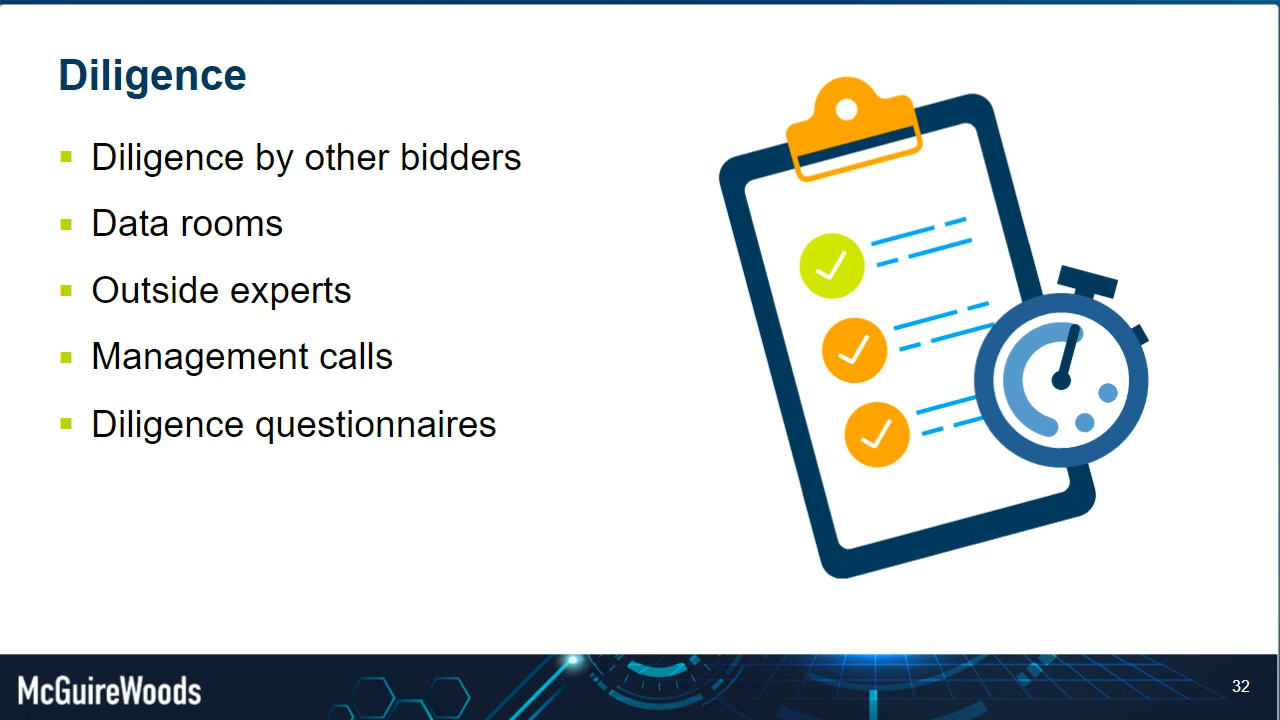 Diligence
Diligence by other bidders
Data rooms
Outside experts
Management calls
Diligence questionnaires
McGuireWoods
32